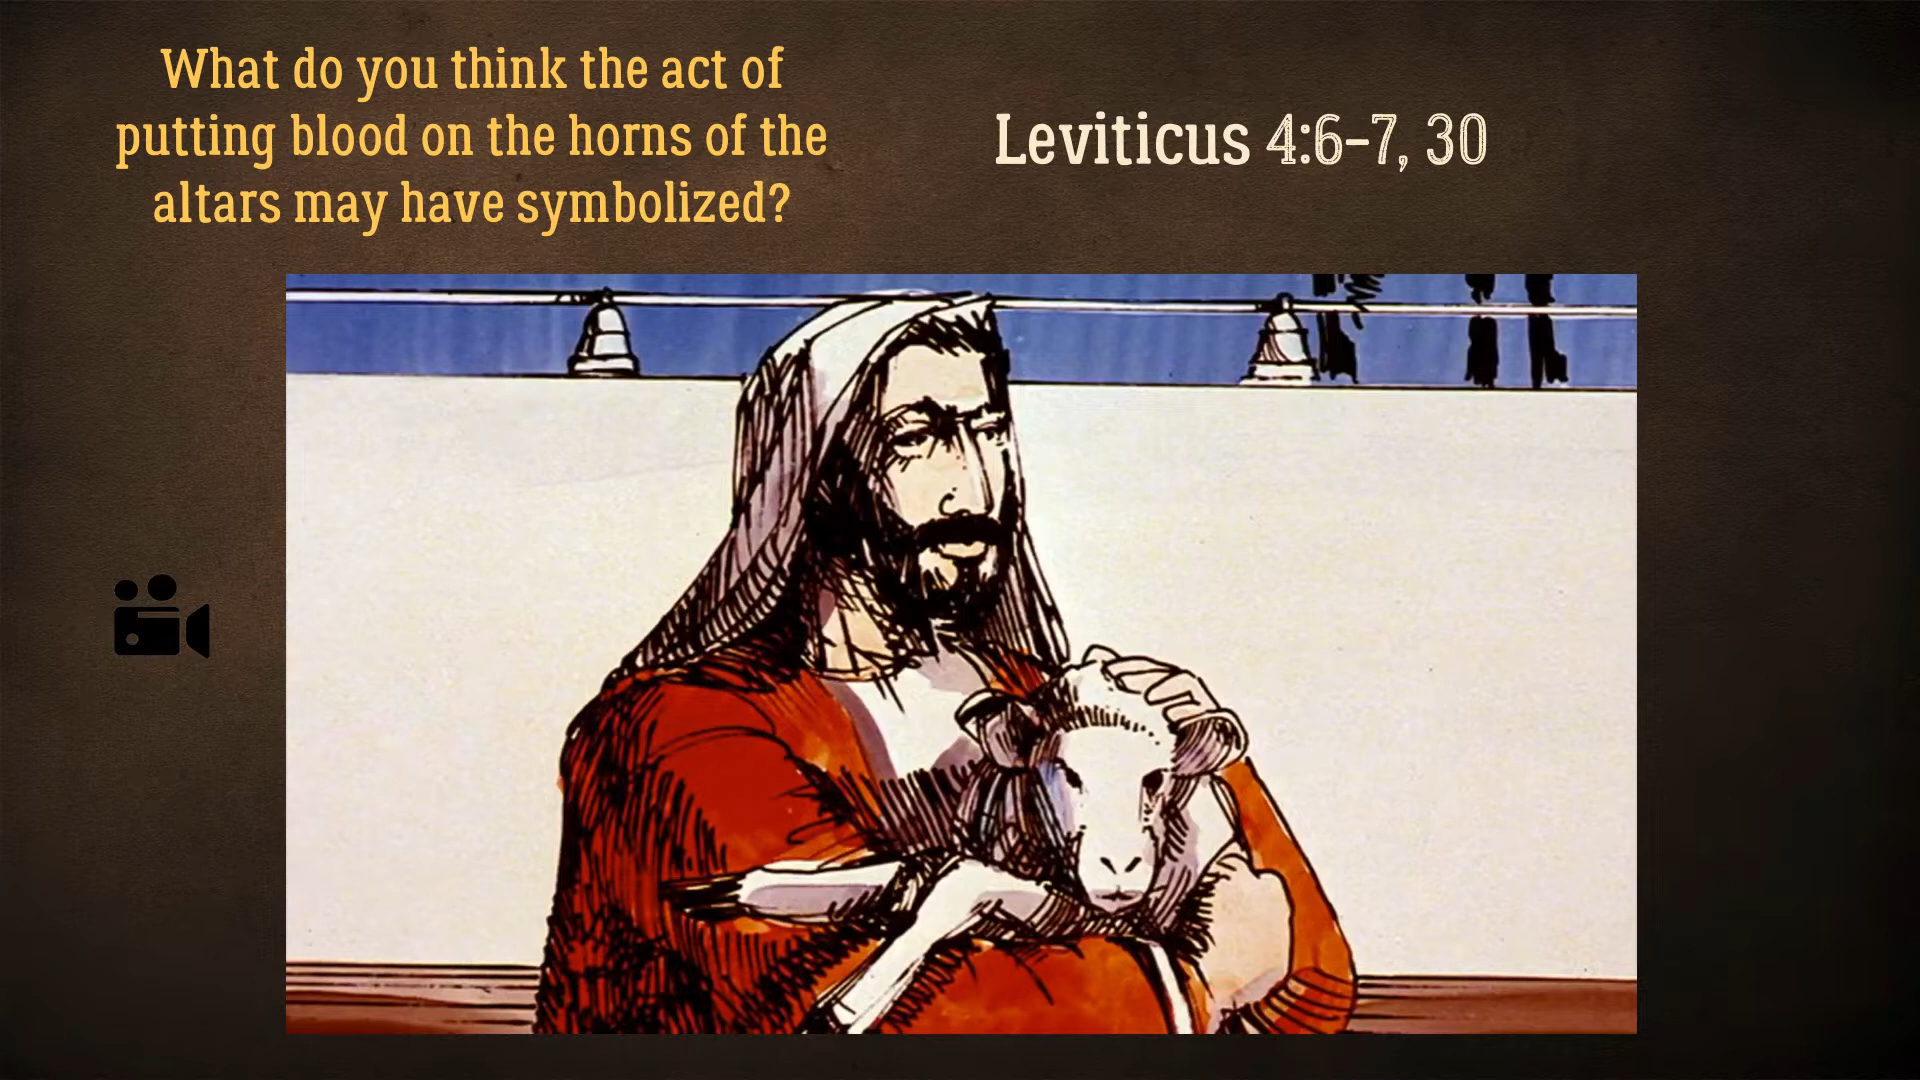 What do you think the act of
putting blood on the horns of the
altars may have symbolized?
Leviticus 4:6–7, 30